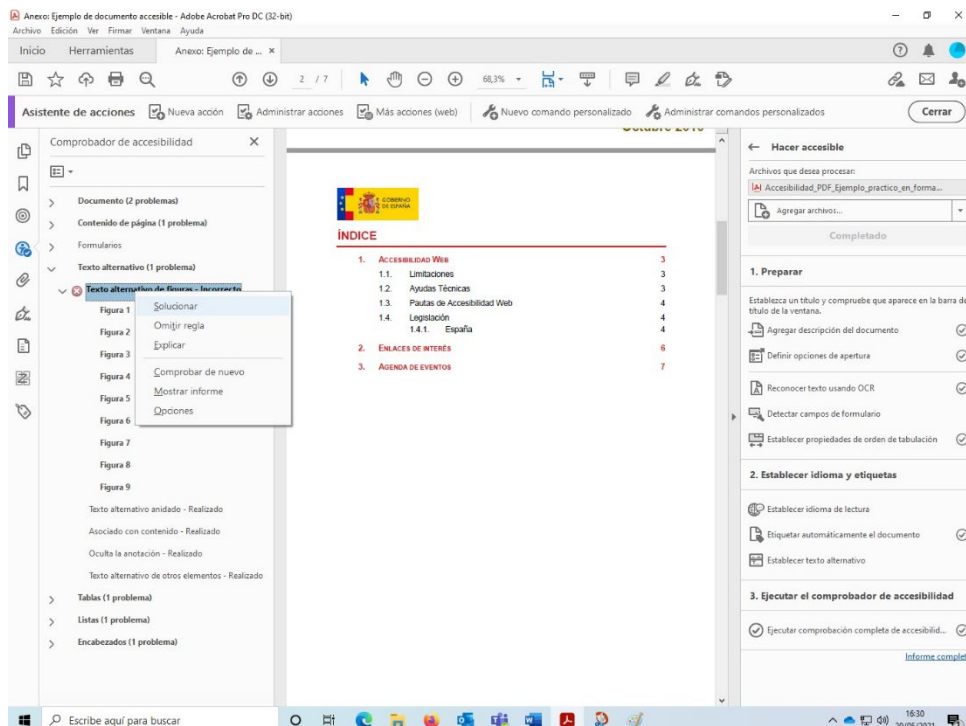 Anexo: Ejemplo de documento accesible - Adobe Acrobat Pro DC (32-bit)
Archivo Edición Ver Firmar Ventana Ayuda
Inicio Herramientas Anexo: Ejemplo de ... ×
2 / 7 68,3%
Asistente de acciones Nueva acción Administrar acciones Más acciones (web) Nuevo comando personalizado Administrar comandos personalizados Cerrar
Comprobador de accesibilidad
Documento (2 problemas)
Contenido de página (1 problema)
Formularios
Texto alternativo (1 problema)
Texto alternativo de figuras - Incorrecto
Figura 1
Figura 2
Figura 3
Figura 4
Figura 5
Figura 6
Figura 7
Figura 8
Figura 9
Texto alternativo anidado - Realizado
Asociado con contenido - Realizado
Oculta la anotación - Realizado
Texto alternativo de otros elementos - Realizado
Tablas (1 problema)
Listas (1 problema)
Encabezados (1 problema)
Solucionar
Omitir regla
Explicar
Comprobar de nuevo
Mostrar informe
Opciones
GOBIERNO
DE ESPAÑA
ÍNDICE
1. ACCESIBILIDAD WEB 3
1.1. Limitaciones 3
1.2. Ayudas Técnicas 3
1.3. Pautas de Accesibilidad Web 4
1.4. Legislación 4
1.4.1. España 4
2. ENLACES DE INTERÉS 6
3. AGENDA DE EVENTOS 7
Hacer accesible
Archivos que desea procesar:
Accesibilidad_PDF_Ejemplo_practico_en_forma...
Agregar archivos...
Completado
1. Preparar
Establezca un título y compruebe que aparece en la barra de
título de la ventana.
Agregar descripción del documento
Definir opciones de apertura
Reconocer texto usando OCR
Detectar campos de formulario
Establecer propiedades de orden de tabulación
2. Establecer idioma y etiquetas
Establecer idioma de lectura
Etiquetar automáticamente el documento
Establecer texto alternativo
3. Ejecutar el comprobador de accesibilidad
Ejecutar comprobación completa de accesibilid...
Informe complet
Escribe aquí para buscar
16:30